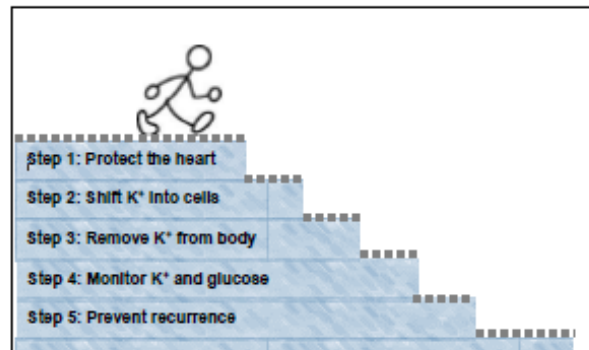 Step 1: Protect the heart
Step 2: Shift K⁺ into cells
Step 3: Remove K⁺ from body
Step 4: Monitor K⁺ and glucose
Step 5: Prevent recurrence